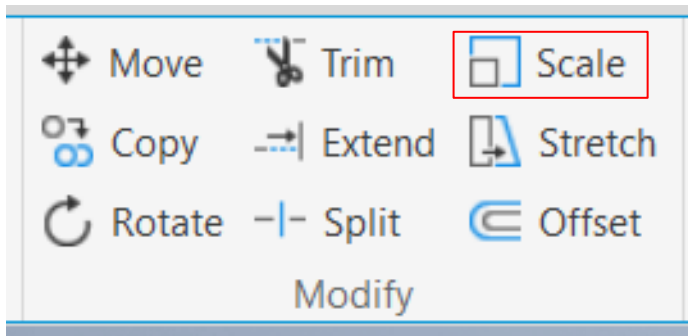 Move Trim Scale
Copy Extend Stretch
Rotate Split Offset
Modify